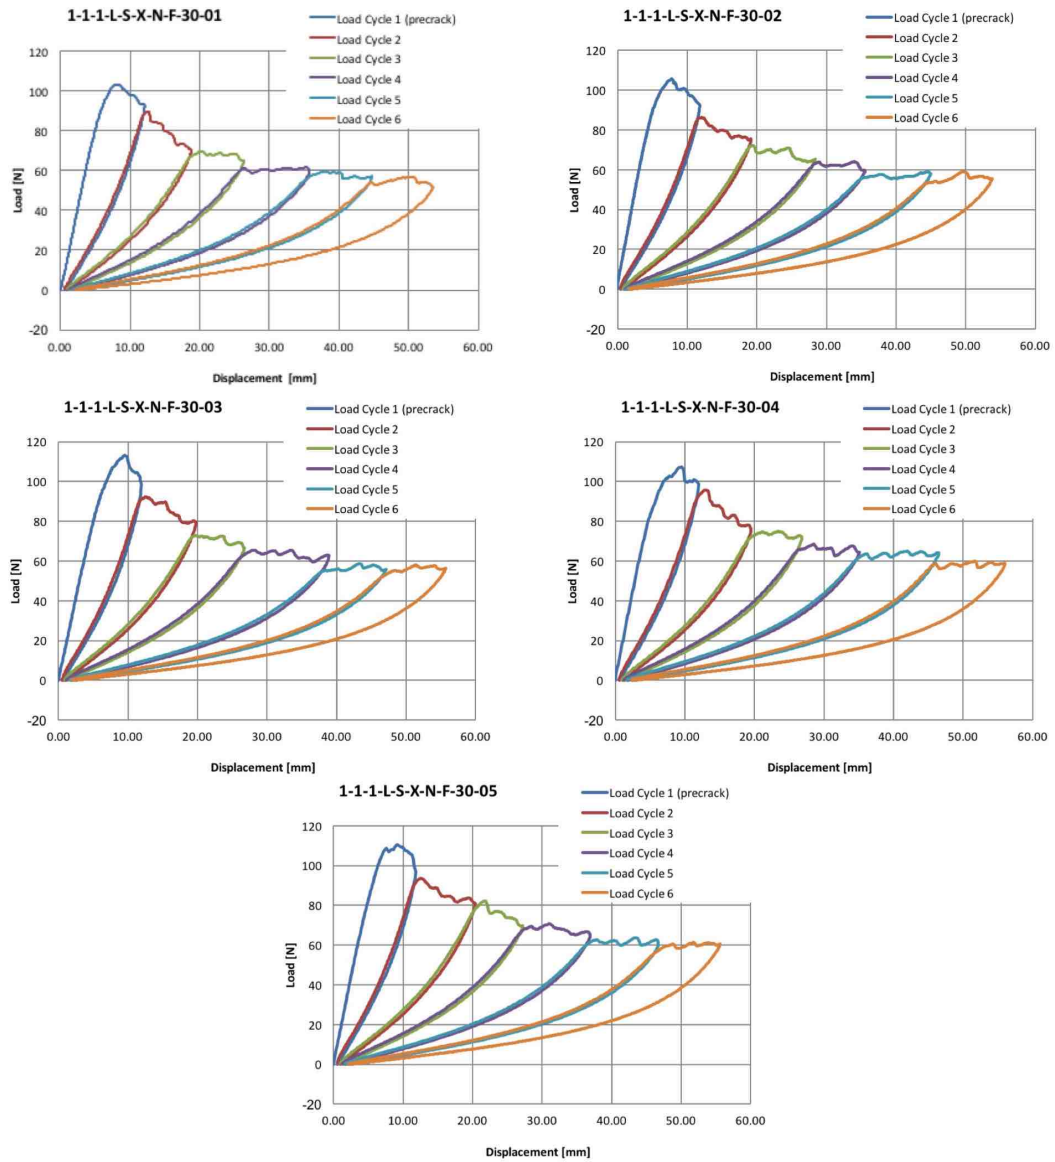 1-1-1-L-S-X-N-F-30-01
Load Cycle 1 (precrack)
Load Cycle 2
Load Cycle 3
Load Cycle 4
Load Cycle 5
Load Cycle 6
120
100
80
60
40
20
0
-20
0.00 10.00 20.00 30.00 40.00 50.00 60.00
Load [N]
Displacement [mm]
1-1-1-L-S-X-N-F-30-02
Load Cycle 1 (precrack)
Load Cycle 2
Load Cycle 3
Load Cycle 4
Load Cycle 5
Load Cycle 6
120
100
80
60
40
20
0
-20
0.00 10.00 20.00 30.00 40.00 50.00 60.00
Load [N]
Displacement [mm]
1-1-1-L-S-X-N-F-30-03
Load Cycle 1 (precrack)
Load Cycle 2
Load Cycle 3
Load Cycle 4
Load Cycle 5
Load Cycle 6
120
100
80
60
40
20
0
-20
0.00 10.00 20.00 30.00 40.00 50.00 60.00
Load [N]
Displacement [mm]
1-1-1-L-S-X-N-F-30-04
Load Cycle 1 (precrack)
Load Cycle 2
Load Cycle 3
Load Cycle 4
Load Cycle 5
Load Cycle 6
120
100
80
60
40
20
0
-20
0.00 10.00 20.00 30.00 40.00 50.00 60.00
Load [N]
Displacement [mm]
1-1-1-L-S-X-N-F-30-05
Load Cycle 1 (precrack)
Load Cycle 2
Load Cycle 3
Load Cycle 4
Load Cycle 5
Load Cycle 6
120
100
80
60
40
20
0
-20
0.00 10.00 20.00 30.00 40.00 50.00 60.00
Load [N]
Displacement [mm]